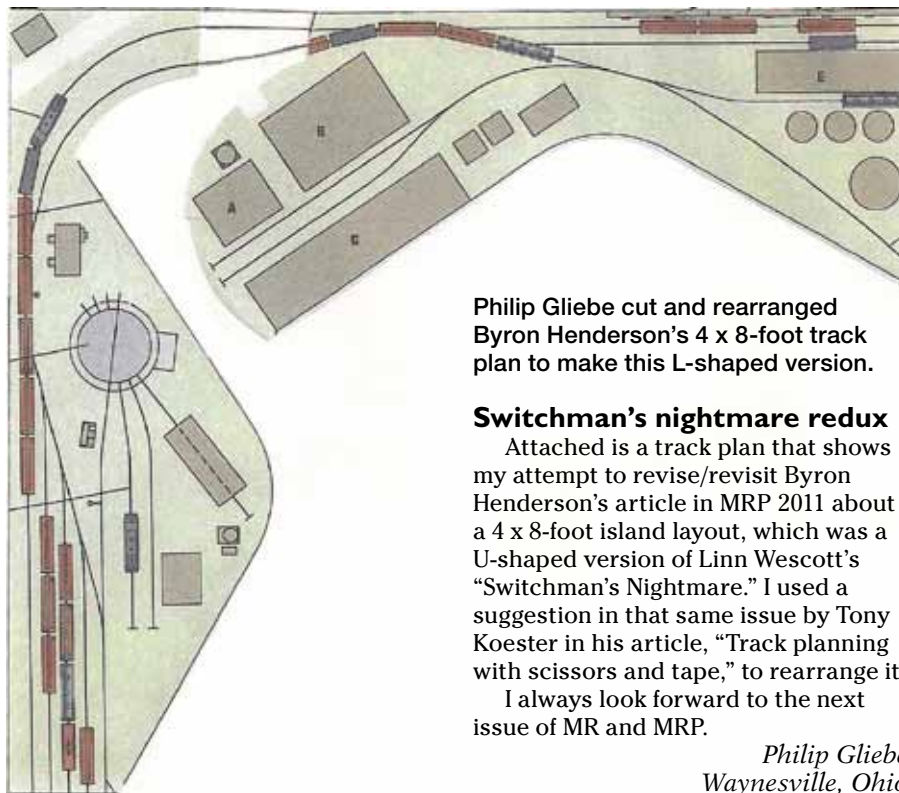 A
B
C
E
Philip Gliebe cut and rearranged
Byron Henderson's 4 x 8-foot track
plan to make this L-shaped version.
Switchman's nightmare redux
Attached is a track plan that shows
my attempt to revise/revisit Byron
Henderson's article in MRP 2011 about
a 4 x 8-foot island layout, which was a
U-shaped version of Linn Wescott's
“Switchman's Nightmare.” I used a
suggestion in that same issue by Tony
Koester in his article, “Track planning
with scissors and tape,” to rearrange it
I always look forward to the next
issue of MR and MRP.
Philip Gliebe
Waynesville, Ohio